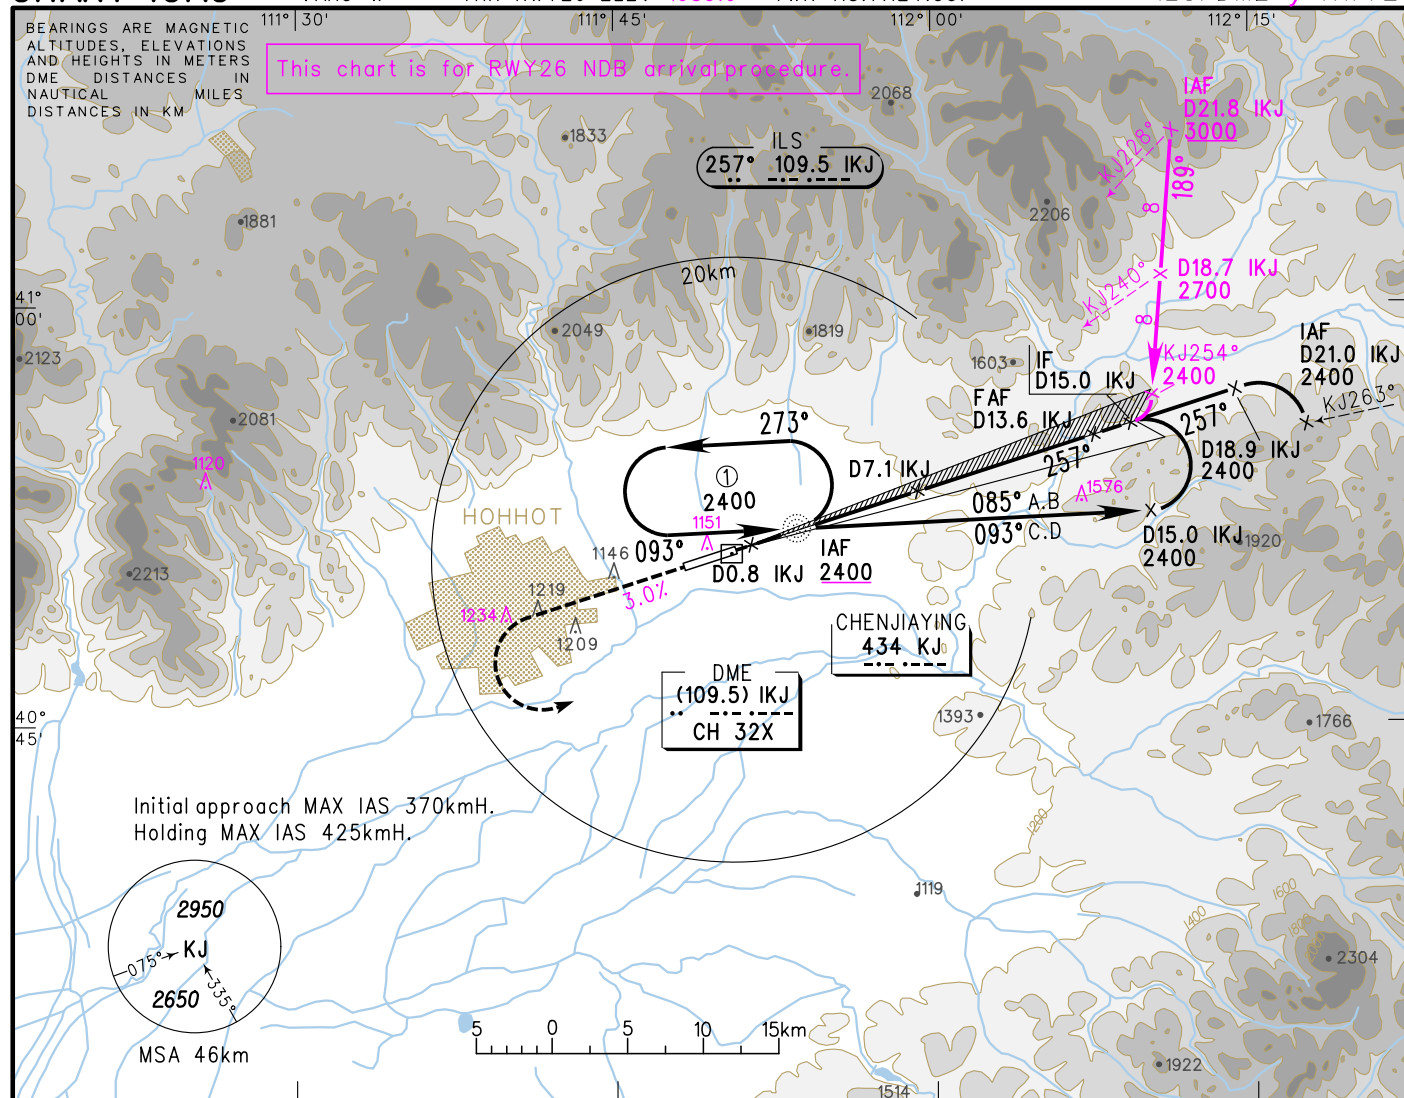 111° 30'
111° 45'
112° 00'
112° 15'
BEARINGS ARE MAGNETIC
ALTITUDES, ELEVATIONS
AND HEIGHTS IN METERS
DME DISTANCES IN
NAUTICAL MILES
DISTANCES IN KM
This chart is for RWY26 NDB arrival procedure.
2068
IAF
D21.8 IKJ
3000
1833
ILS
257° 109.5 IKJ
KJ228°
189°
8
2206
1881
20km
D18.7 IKJ
2700
KJ240°
8
41°
00'
2049
1819
2123
1603
IF
D15.0 IKJ
KJ254°
2400
IAF
D21.0 IKJ
2400
KJ263°
FAF
D13.6 IKJ
2081
273°
257°
D18.9 IKJ
2400
1120
①
2400
D7.1 IKJ
257°
1576
085° A.B
093° C.D
1151
HOHHOT
093°
IAF
2400
D15.0 IKJ
2400
1920
1146
D0.8 IKJ
2213
1219
3.0%
1234
1209
CHENJIAYING
434 KJ
DME
(109.5) IKJ
CH 32X
1393
1766
40°
45'
Initial approach MAX IAS 370kmH.
Holding MAX IAS 425kmH.
1200
1119
1600
1400
1800
2304
2950
KJ
075°
335°
2650
MSA 46km
5 0 5 10 15km
1922
1514